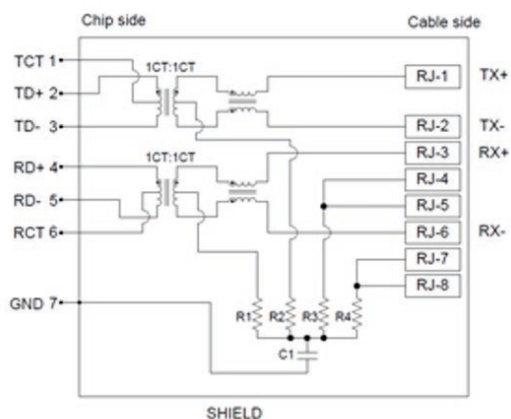 Chip side
Cable side
TCT 1
1CT:1CT
TD+ 2
RJ-1 TX+
TD- 3
RJ-2 TX-
RJ-3 RX+
1CT:1CT
RD+ 4
RJ-4
RD- 5
RJ-5
RCT 6
RJ-6 RX-
RJ-7
RJ-8
GND 7
R1 R2 R3 R4
C1
SHIELD